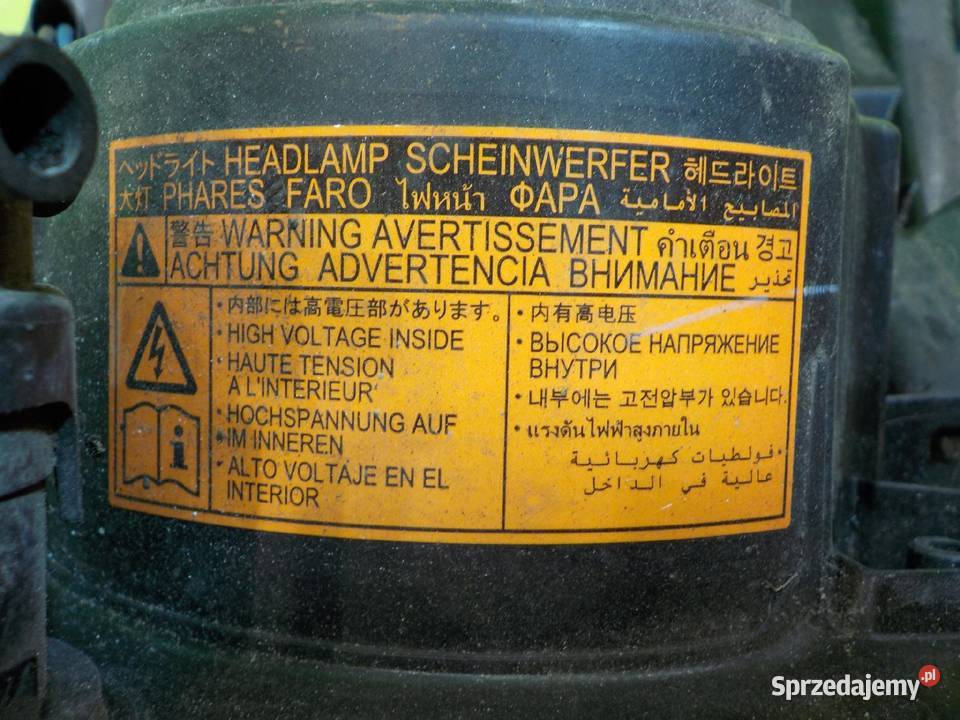 ヘッドライト HEADLAMP SCHEINWERFER 헤드라이트
大灯 PHARES FARO ไฟหน้า ФАРА المصابيح الأمامية
警告 WARNING AVERTISSEMENT คำเตือน 경고
ACHTUNG ADVERTENCIA ВНИМАНИЕ تحذير
・内部には高電圧部があります。
・HIGH VOLTAGE INSIDE
・HAUTE TENSION
A L'INTERIEUR
・HOCHSPANNUNG AUF
IM INNEREN
・ALTO VOLTAJE EN EL
INTERIOR
・内有高电压
・ВЫСОКОЕ НАПРЯЖЕНИЕ
ВНУТРИ
・내부에는 고전압부가 있습니다.
・แรงดันไฟฟ้าสูงภายใน
・فولطيات كهربائية
عالية في الداخل
Sprzedajemy.pl